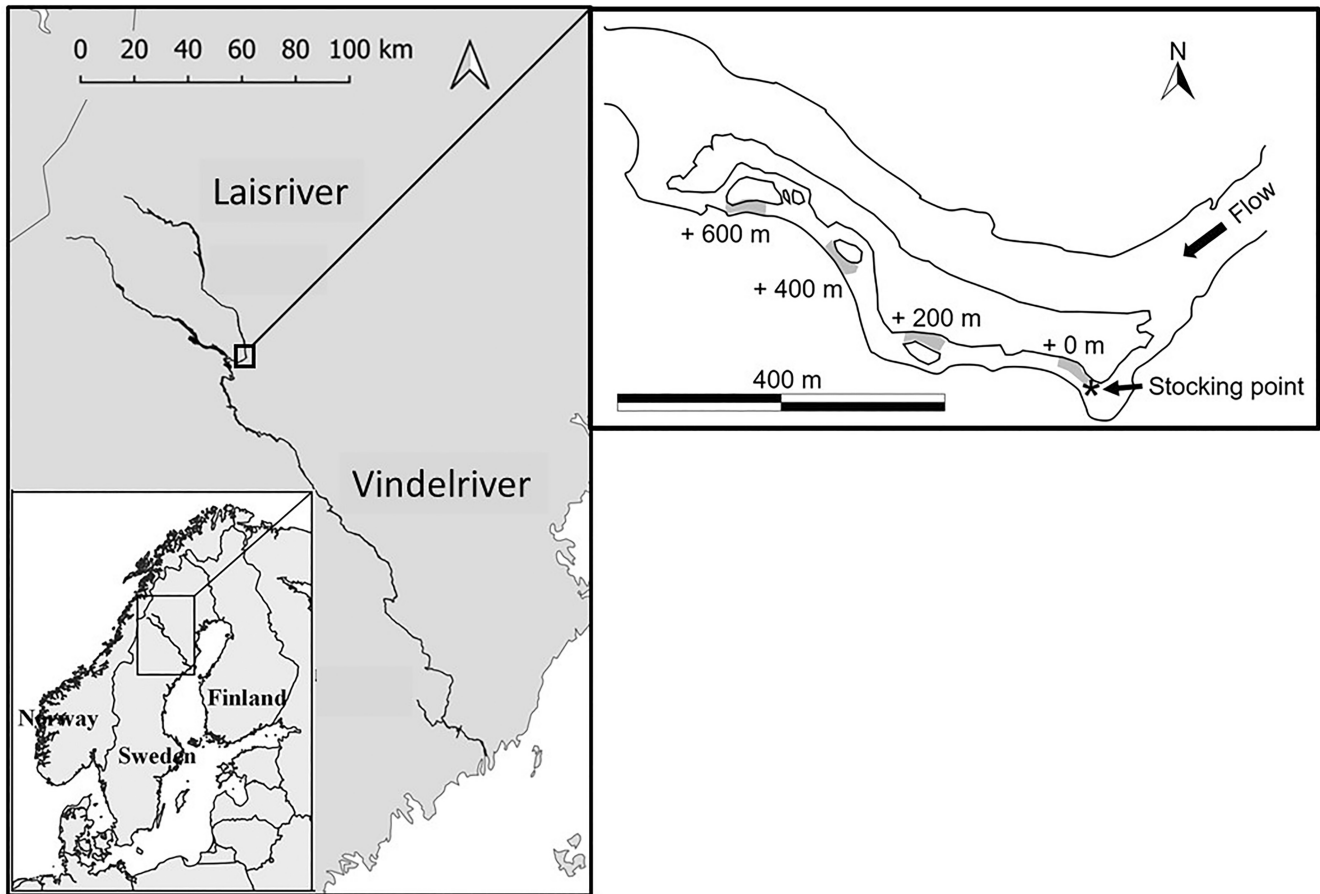 0 20 40 60 80 100 km
Laisriver
Vindelriver
Norway
Sweden
Finland
N
Flow
+ 600 m
+ 400 m
+ 200 m
+ 0 m
400 m
* Stocking point